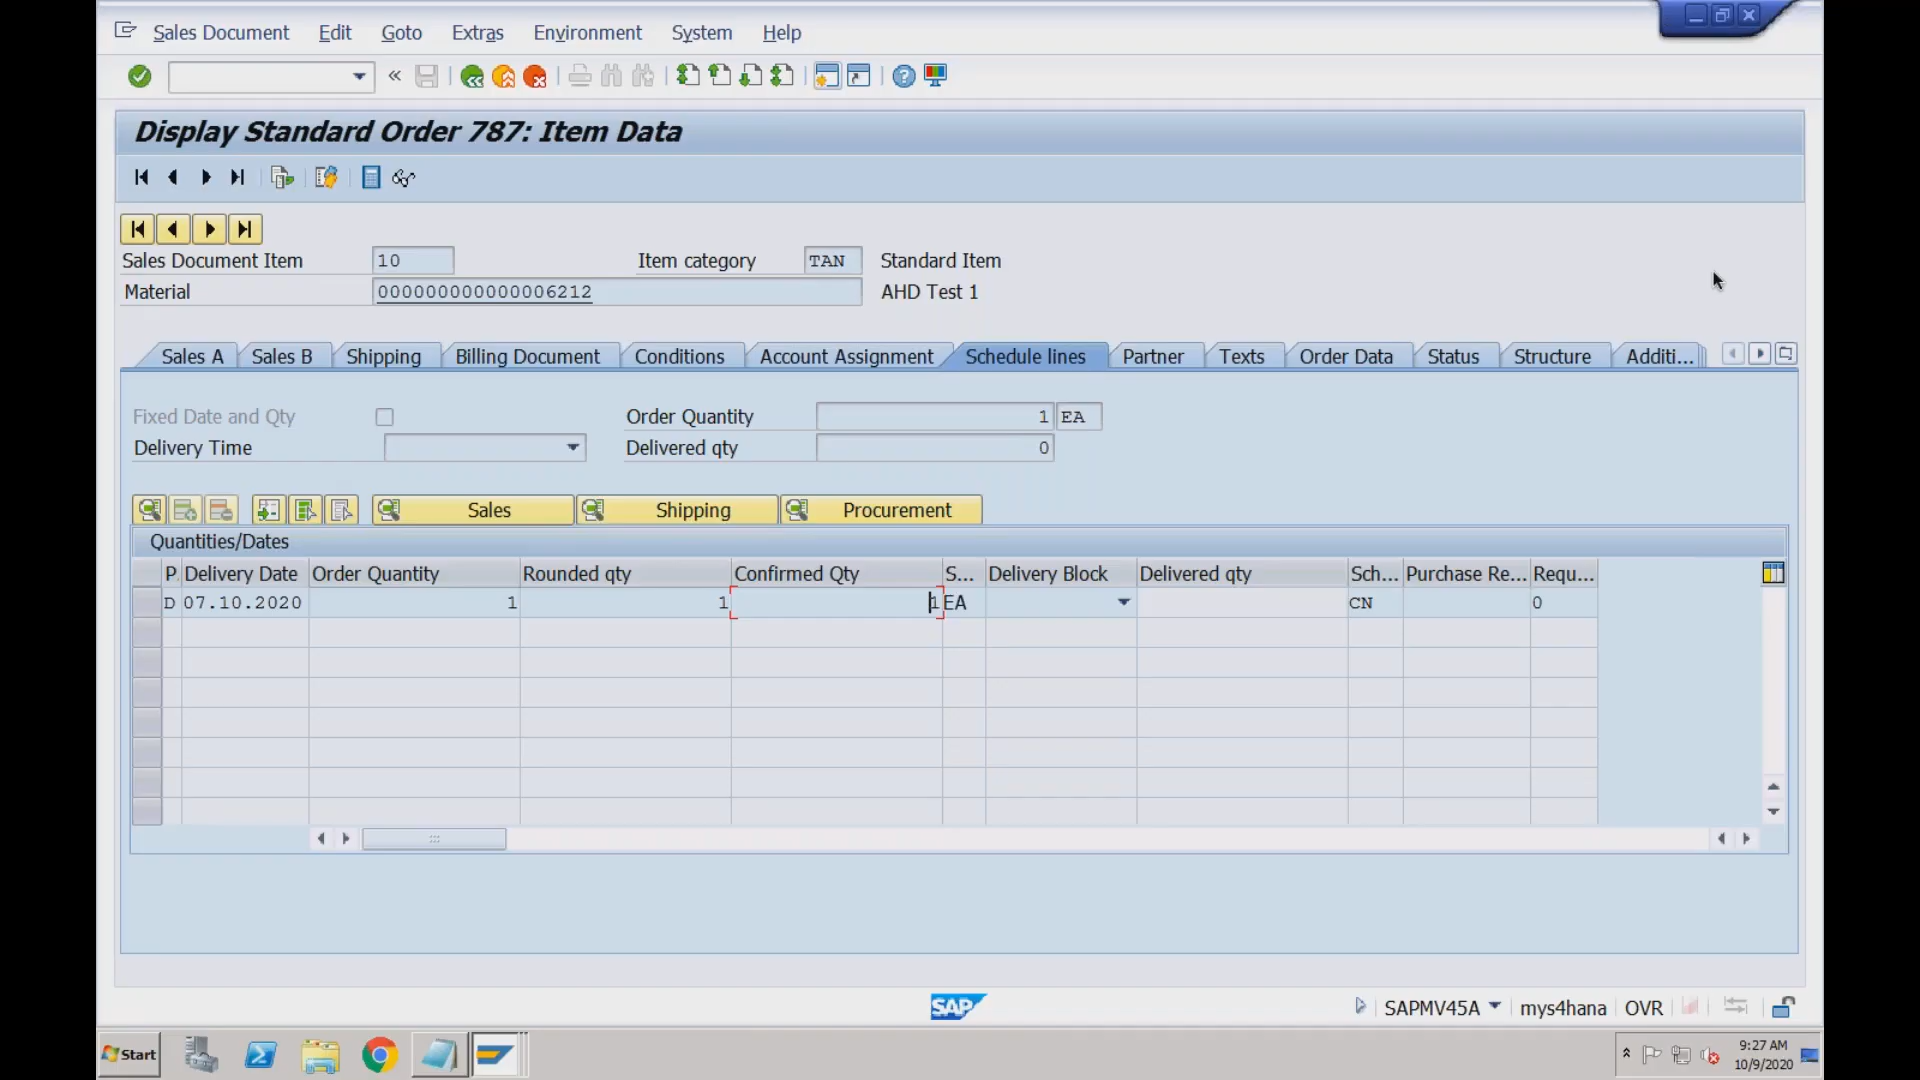 Sales Document Edit Goto Extras Environment System Help
Display Standard Order 787: Item Data
Sales Document Item 10 Item category TAN Standard Item
Material 000000000000006212 AHD Test 1
Sales A Sales B Shipping Billing Document Conditions Account Assignment Schedule lines Partner Texts Order Data Status Structure Additi...
Fixed Date and Qty Order Quantity 1 EA
Delivery Time Delivered qty 0
Sales Shipping Procurement
Quantities/Dates
P. Delivery Date Order Quantity Rounded qty Confirmed Qty S... Delivery Block Delivered qty Sch... Purchase Re... Requ...
D 07.10.2020 1 1 1 EA CN 0
SAP SAPMV45A mys4hana OVR
Start 9:27 AM
10/9/2020